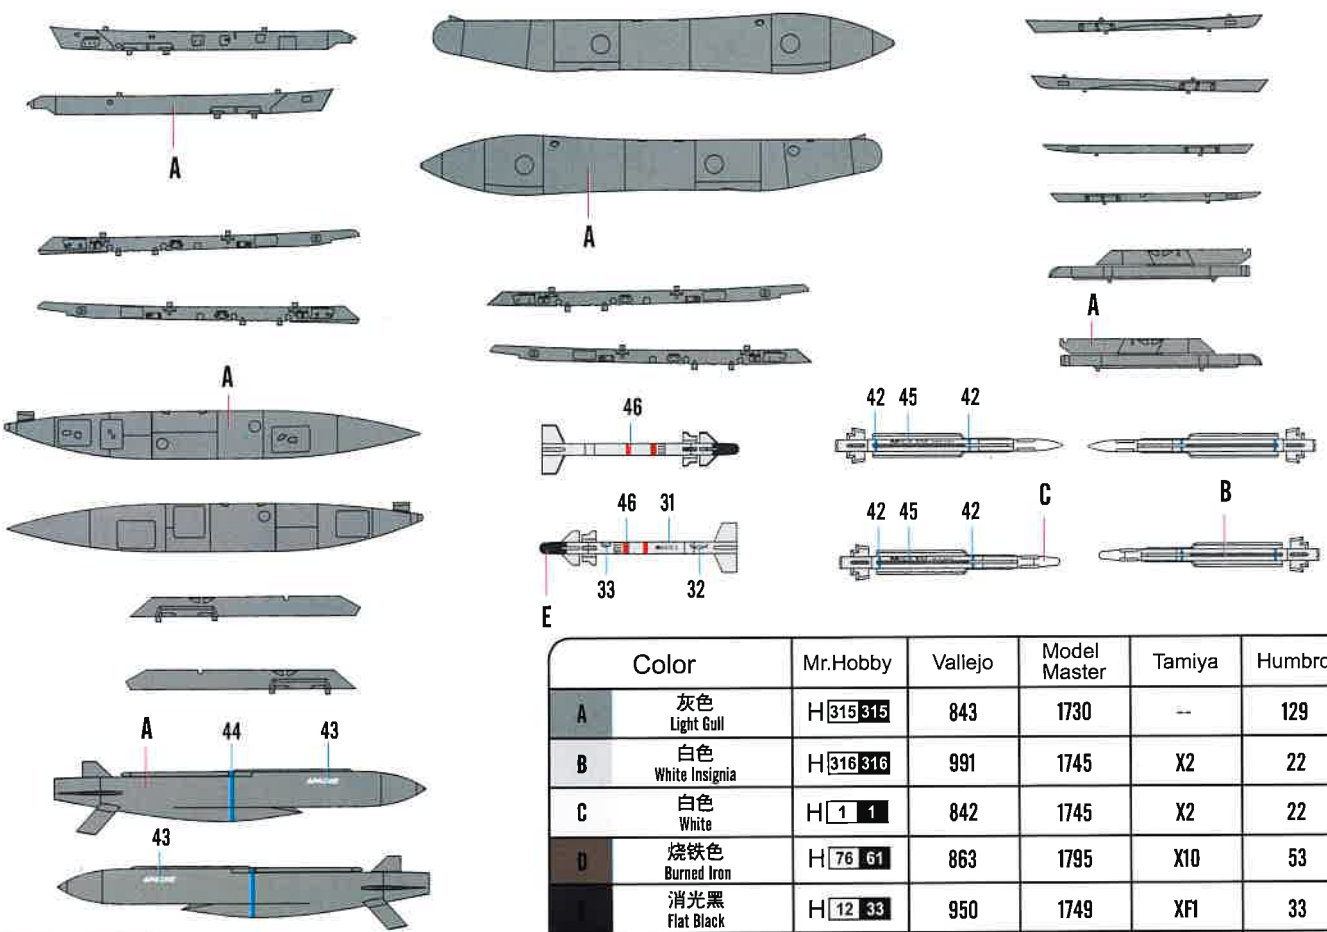 A
A
A
A
46
42 45 42
46 31
42 45 42
C
B
33 32
E
A 44 43
APACHE
43
APACHE
Color Mr.Hobby Vallejo Model Master Tamiya Humbro
A 灰色 Light Gull H 315 315 843 1730 -- 129
B 白色 White Insignia H 316 316 991 1745 X2 22
C 白色 White H 1 1 842 1745 X2 22
D 烧铁色 Burned Iron H 76 61 863 1795 X10 53
消光黑 Flat Black H 12 33 950 1749 XF1 33